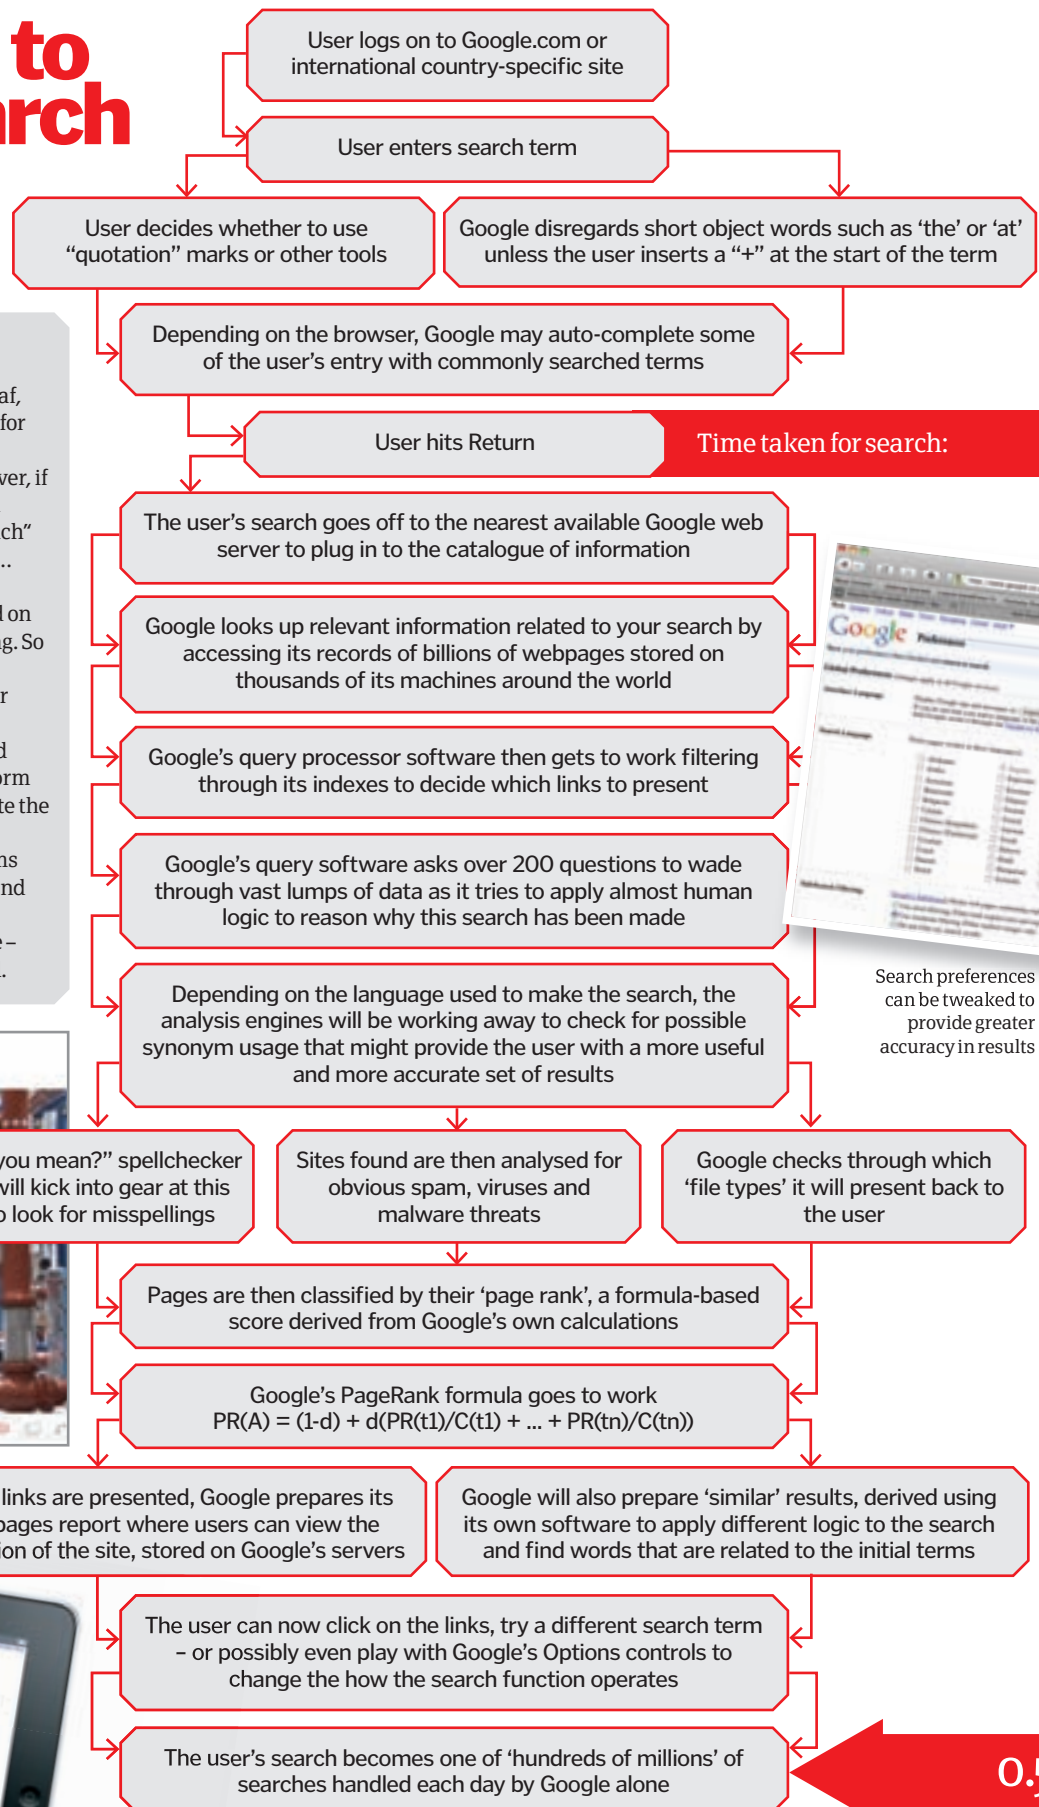 to
rch
User logs on to Google.com or
international country-specific site
User enters search term
User decides whether to use
“quotation” marks or other tools
Google disregards short object words such as ‘the’ or ‘at’
unless the user inserts a “+” at the start of the term
Depending on the browser, Google may auto-complete some
of the user’s entry with commonly searched terms
User hits Return
Time taken for search:
af,
for
ver, if
ch”
...
l on
g. So
r
d
orm
te the
ns
nd
e –
.
The user’s search goes off to the nearest available Google web
server to plug in to the catalogue of information
Google looks up relevant information related to your search by
accessing its records of billions of webpages stored on
thousands of its machines around the world
Google’s query processor software then gets to work filtering
through its indexes to decide which links to present
Google’s query software asks over 200 questions to wade
through vast lumps of data as it tries to apply almost human
logic to reason why this search has been made
Google Preferences
Search preferences
can be tweaked to
provide greater
accuracy in results
Depending on the language used to make the search, the
analysis engines will be working away to check for possible
synonym usage that might provide the user with a more useful
and more accurate set of results
you mean?” spellchecker
will kick into gear at this
o look for misspellings
Sites found are then analysed for
obvious spam, viruses and
malware threats
Google checks through which
‘file types’ it will present back to
the user
Pages are then classified by their ‘page rank’, a formula-based
score derived from Google’s own calculations
Google’s PageRank formula goes to work
PR(A) = (1-d) + d(PR(t1)/C(t1) + ... + PR(tn)/C(tn))
links are presented, Google prepares its
pages report where users can view the
ion of the site, stored on Google’s servers
Google will also prepare ‘similar’ results, derived using
its own software to apply different logic to the search
and find words that are related to the initial terms
The user can now click on the links, try a different search term
– or possibly even play with Google’s Options controls to
change the how the search function operates
The user’s search becomes one of ‘hundreds of millions’ of
searches handled each day by Google alone
0.5